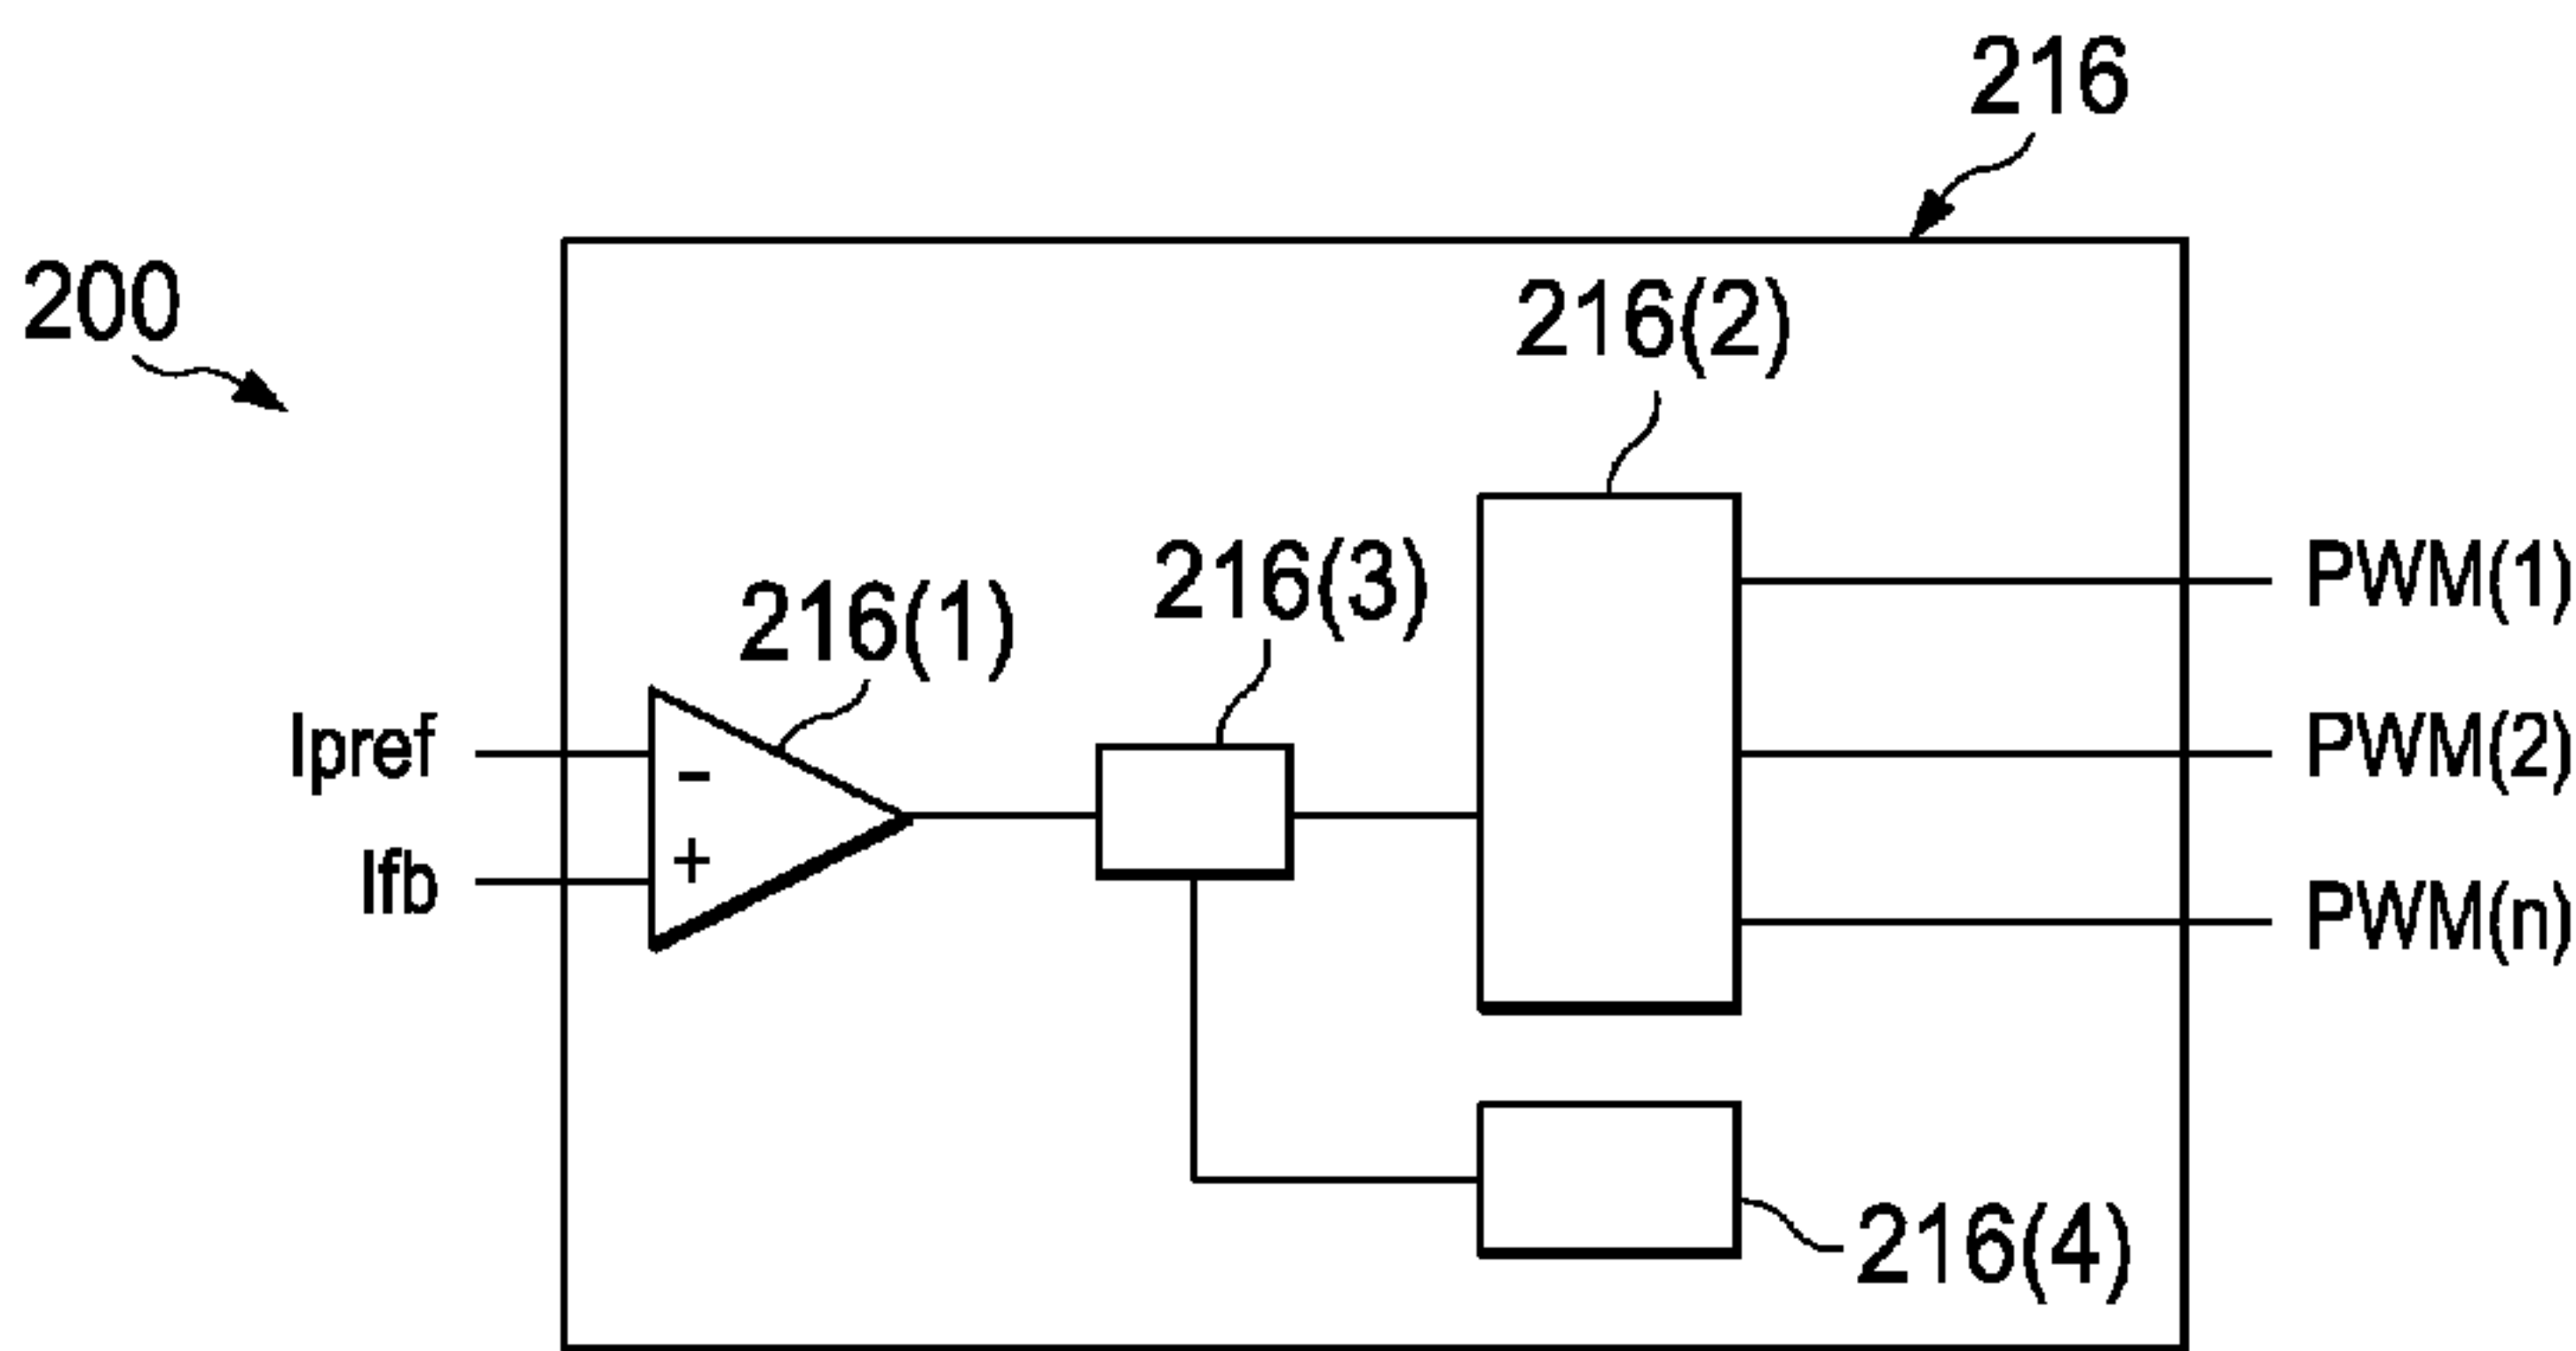 216
200
216(2)
216(3)
216(1)
PWM(1)
Ipref
-
PWM(2)
+
Ifb
PWM(n)
216(4)